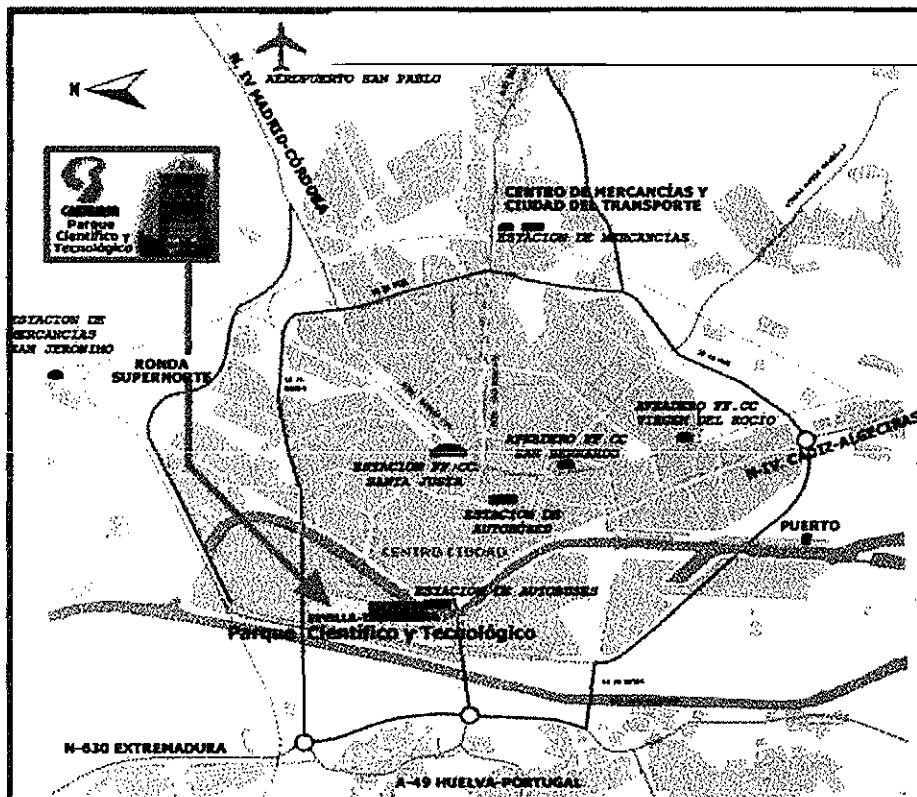 N. IV MADRID-CÓRDOBA
AEROPUERTO SAN PABLO
N
Parque
Científico y
Tecnológico
CENTRO DE MERCANCÍAS Y
CIUDAD DEL TRANSPORTE
ESTACION DE MERCANCIAS
ESTACION DE
MERCANCIAS
SAN JERONIMO
RONDA
SUPERNORTE
APEADERO FF.CC
VIRGEN DEL ROCIO
APEADERO FF.CC
SAN BERNARDO
ESTACIÓN FF.CC.
SANTA JUSTA
N-IV. CÁDIZ-ALGECIRAS
ESTACION DE
AUTOBÚSES
PUERTO
CENTRO CIUDAD
ESTACION DE AUTOBUSES
Parque Científico y Tecnológico
N-630 EXTREMADURA
A-49 HUELVA-PORTUGAL